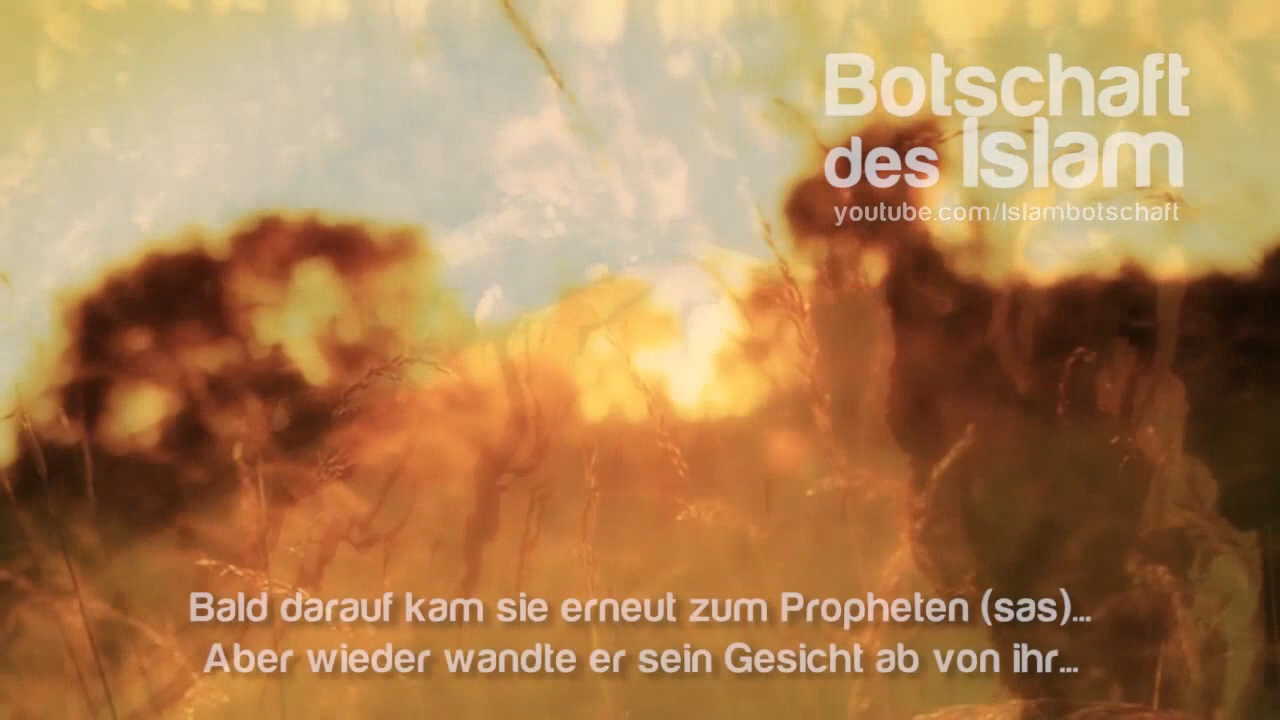 Botschaft
des Islam
youtube.com/Islambotschaft
Bald darauf kam sie erneut zum Propheten (sas)...
Aber wieder wandte er sein Gesicht ab von ihr...